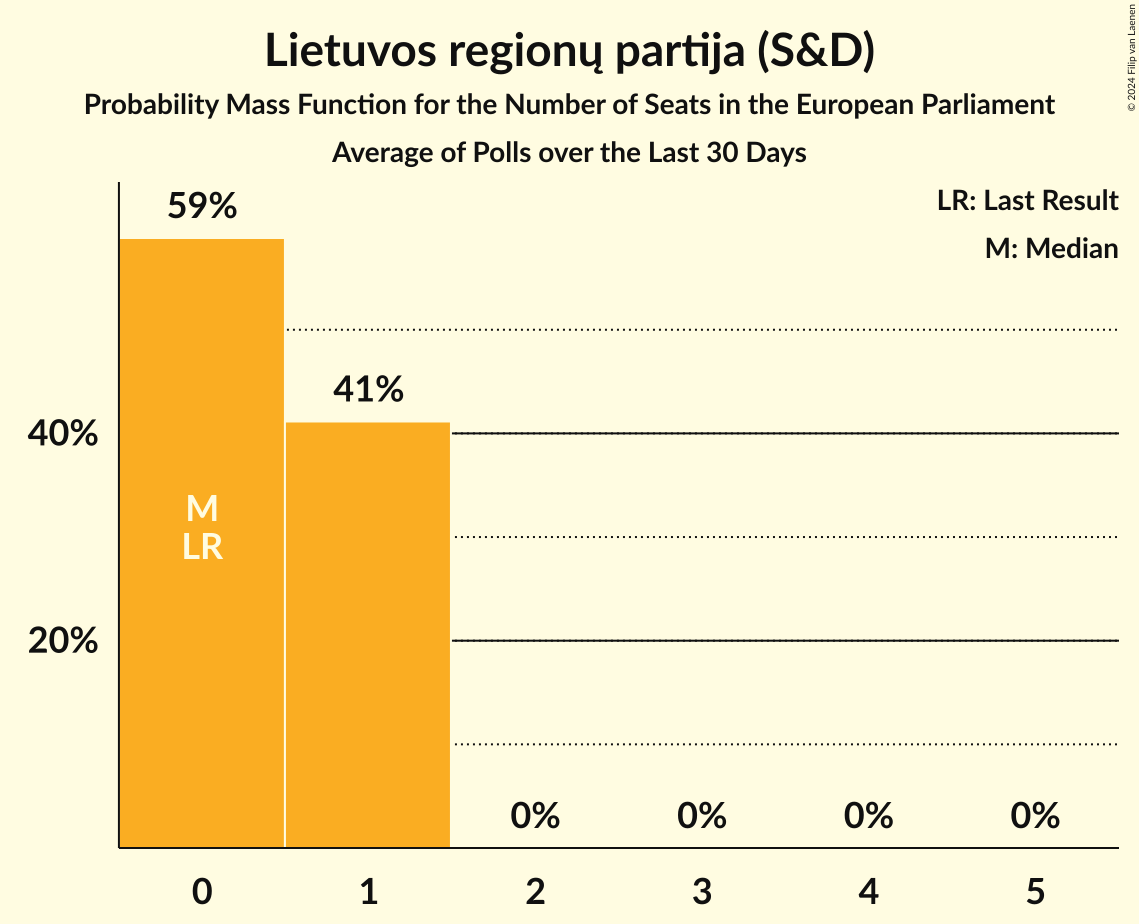 Lietuvos regionų partija (S&D)
Probability Mass Function for the Number of Seats in the European Parliament
Average of Polls over the Last 30 Days
© 2024 Filip van Laenen
LR: Last Result
M: Median
59%
41%
40%
M
LR
20%
0% 0% 0% 0%
0 1 2 3 4 5